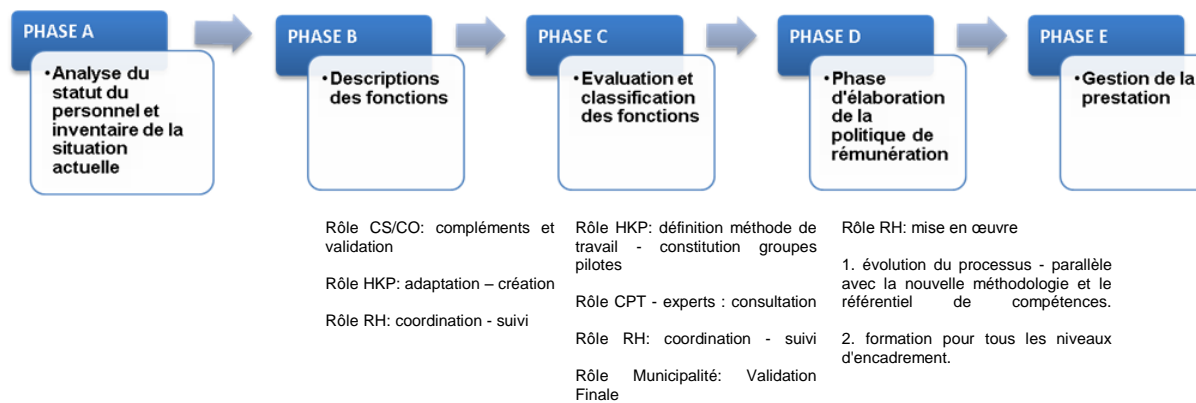 PHASE A
•Analyse du
statut du
personnel et
inventaire de la
situation
actuelle
PHASE B
•Descriptions
des fonctions
PHASE C
•Evaluation et
classification
des fonctions
PHASE D
•Phase
d'élaboration
de la
politique de
rémunération
PHASE E
•Gestion de la
prestation
Rôle CS/CO: compléments et
validation
Rôle HKP: adaptation – création
Rôle RH: coordination - suivi
Rôle HKP: définition méthode de
travail - constitution groupes
pilotes
Rôle CPT - experts : consultation
Rôle RH: coordination - suivi
Rôle Municipalité: Validation
Finale
Rôle RH: mise en œuvre
1. évolution du processus - parallèle
avec la nouvelle méthodologie et le
référentiel de compétences.
2. formation pour tous les niveaux
d'encadrement.